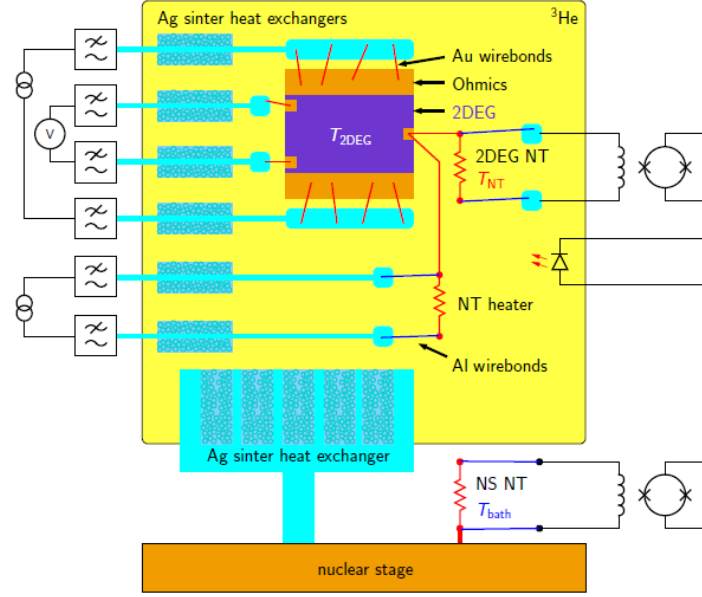 Ag sinter heat exchangers
³He
Au wirebonds
Ohmics
2DEG
V
T2DEG
2DEG NT
TNT
NT heater
Al wirebonds
Ag sinter heat exchanger
NS NT
Tbath
nuclear stage